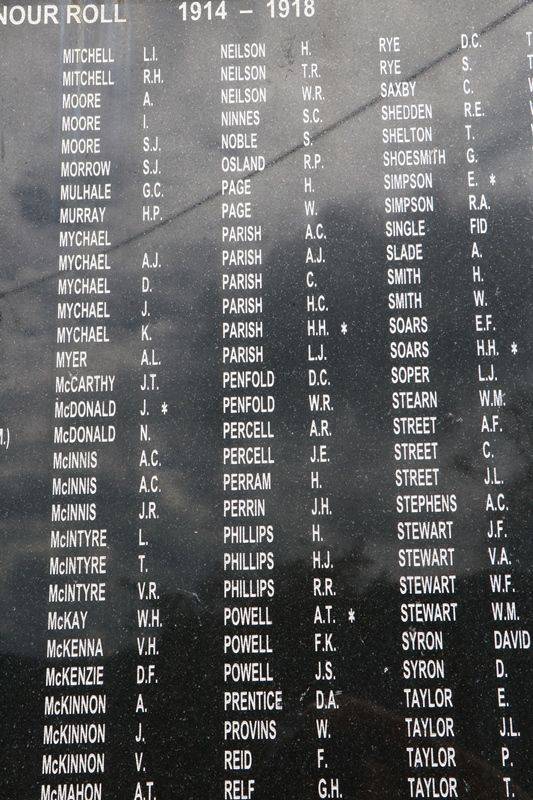 NOUR ROLL 1914 – 1918
MITCHELL L.I.
MITCHELL R.H.
MOORE A.
MOORE I.
MOORE S.J.
MORROW S.J.
MULHALE G.C.
MURRAY H.P.
MYCHAEL
MYCHAEL A.J.
MYCHAEL D.
MYCHAEL J.
MYCHAEL K.
MYER A.L.
McCARTHY J.T.
McDONALD J. *
McDONALD N.
McINNIS A.C.
McINNIS A.C.
McINNIS J.R.
McINTYRE L.
McINTYRE T.
McINTYRE V.R.
McKAY W.H.
McKENNA V.H.
McKENZIE D.F.
McKINNON A.
McKINNON J.
McKINNON V.
McMAHON A.T.
NEILSON H.
NEILSON T.R.
NEILSON W.R.
NINNES S.C.
NOBLE S.
OSLAND R.P.
PAGE H.
PAGE W.
PARISH A.C.
PARISH A.J.
PARISH C.
PARISH H.C.
PARISH H.H. *
PARISH L.J.
PENFOLD D.C.
PENFOLD W.R.
PERCELL A.R.
PERCELL J.E.
PERRAM H.
PERRIN J.H.
PHILLIPS H.
PHILLIPS H.J.
PHILLIPS R.R.
POWELL A.T. *
POWELL F.K.
POWELL J.S.
PRENTICE D.A.
PROVINS W.
REID F.
RELF G.H.
RYE D.C.
RYE S.
SAXBY C.
SHEDDEN R.E.
SHELTON T.
SHOESMITH G.
SIMPSON E. *
SIMPSON R.A.
SINGLE FID
SLADE A.
SMITH H.
SMITH W.
SOARS E.F.
SOARS H.H. *
SOPER L.J.
STEARN W.M.
STREET A.F.
STREET C.
STREET J.L.
STEPHENS A.C.
STEWART J.F.
STEWART V.A.
STEWART W.F.
STEWART W.M.
SYRON DAVID
SYRON D.
TAYLOR E.
TAYLOR J.L.
TAYLOR P.
TAYLOR T.